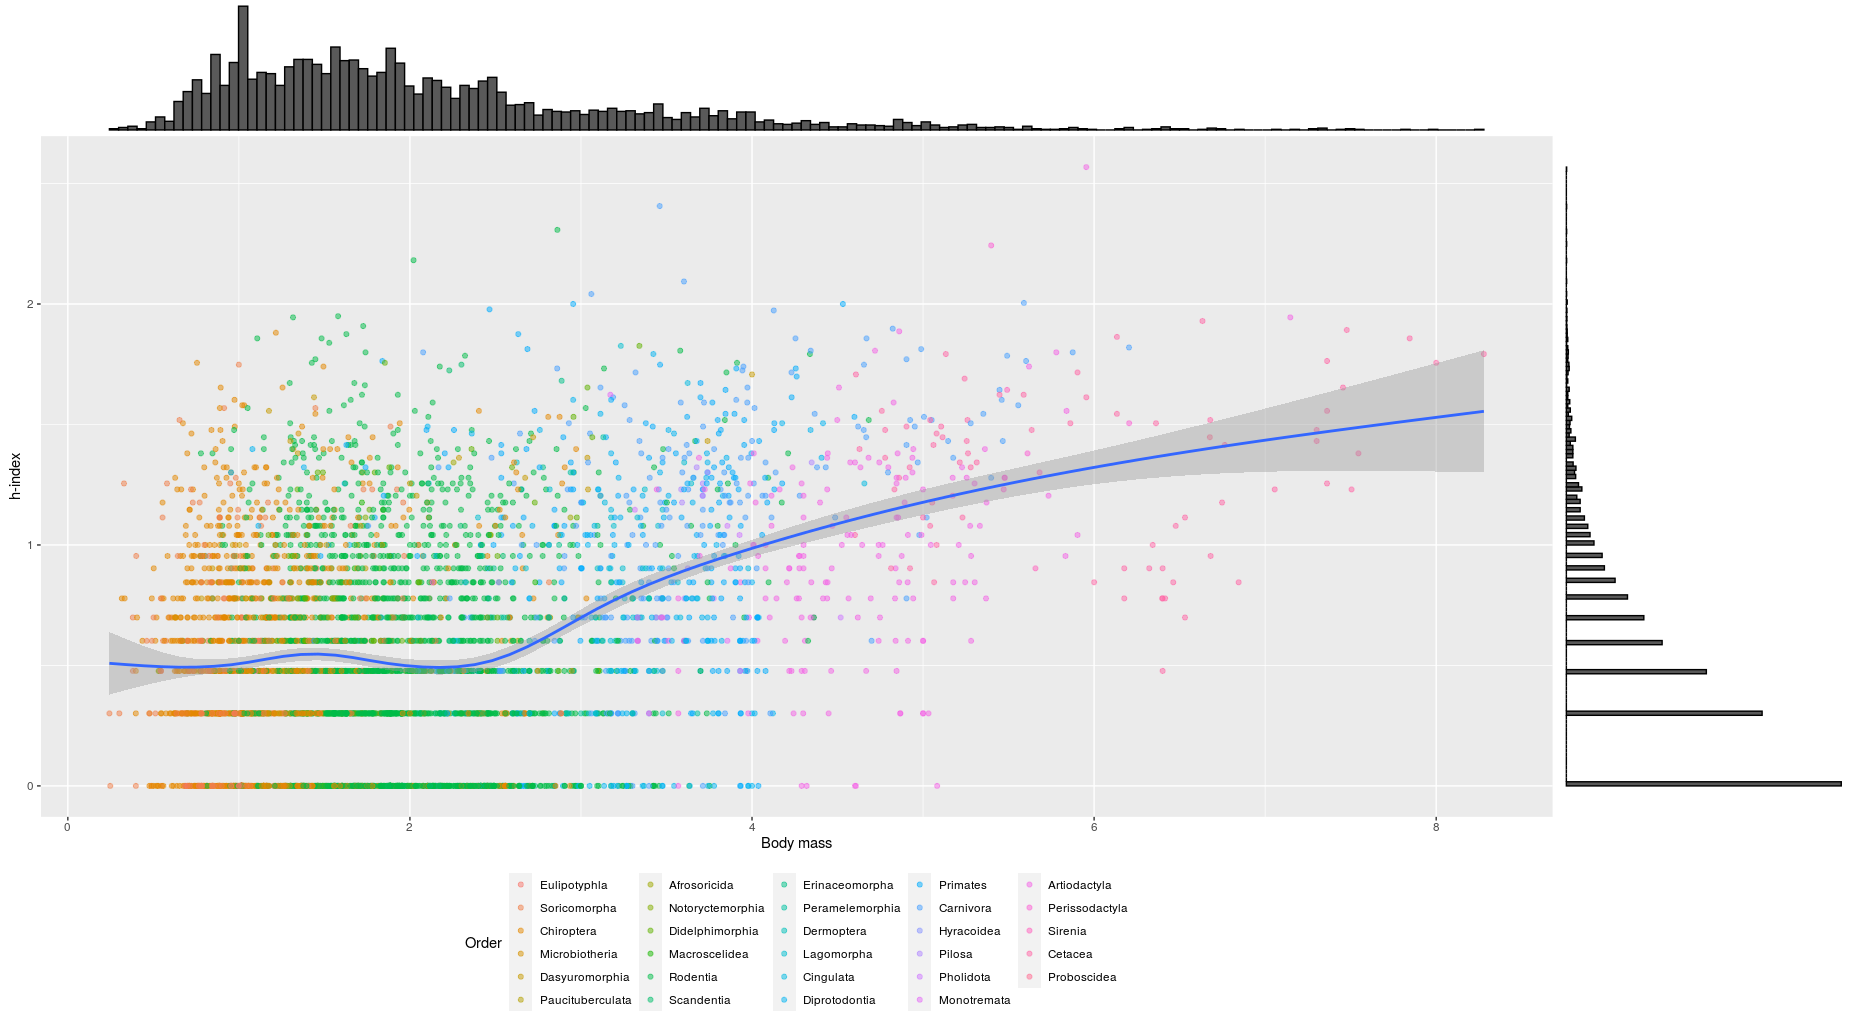 h-index
2
1
0
0
2
4
6
8
Body mass
Order
Eulipotyphla
Soricomorpha
Chiroptera
Microbiotheria
Dasyuromorphia
Paucituberculata
Afrosoricida
Notoryctemorphia
Didelphimorphia
Macroscelidea
Rodentia
Scandentia
Erinaceomorpha
Peramelemorphia
Dermoptera
Lagomorpha
Cingulata
Diprotodontia
Primates
Carnivora
Hyracoidea
Pilosa
Pholidota
Monotremata
Artiodactyla
Perissodactyla
Sirenia
Cetacea
Proboscidea